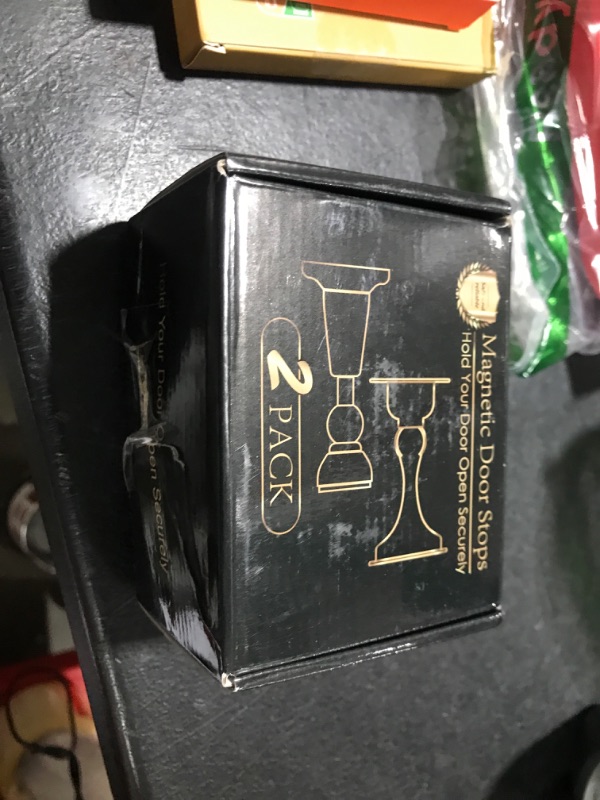 Magnetic Door Stops
Hold Your Door Open Securely
2 PACK
Hold Your Door Open Securely